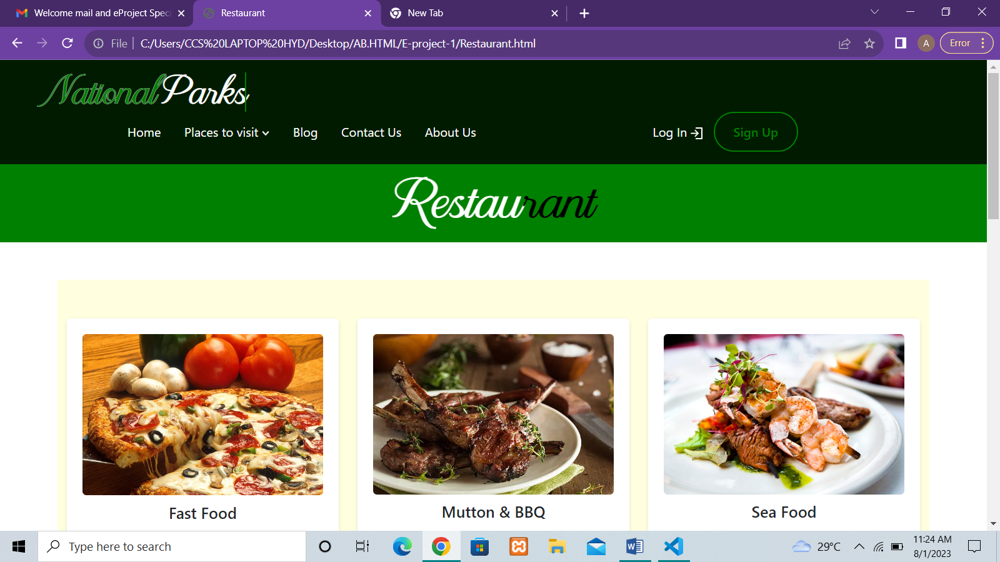 Welcome mail and eProject Speci
Restaurant
New Tab
File
C:/Users/CCS%20LAPTOP%20HYD/Desktop/AB.HTML/E-project-1/Restaurant.html
A
Error
NationalParks
Home
Places to visit
Blog
Contact Us
About Us
Log In
Sign Up
Restaurant
Fast Food
Mutton & BBQ
Sea Food
Type here to search
29°C
11:24 AM
8/1/2023